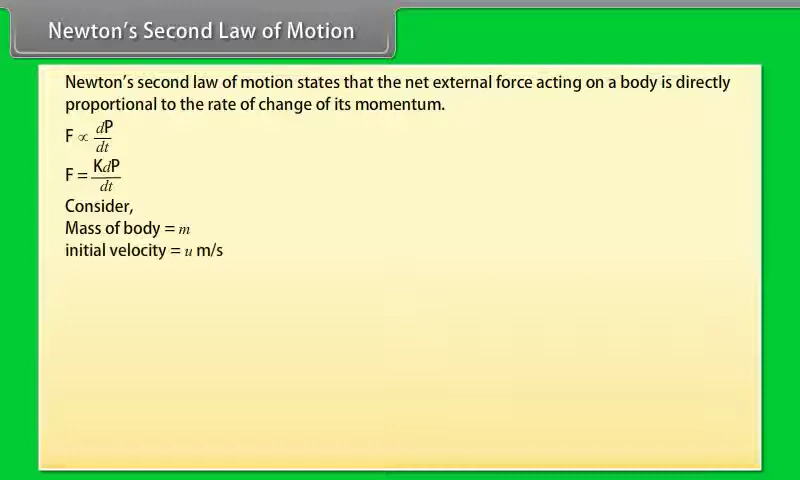 Newton's Second Law of Motion
Newton's second law of motion states that the net external force acting on a body is directly
proportional to the rate of change of its momentum.
F ∝ dP/dt
F = KdP/dt
Consider,
Mass of body = m
initial velocity = u m/s